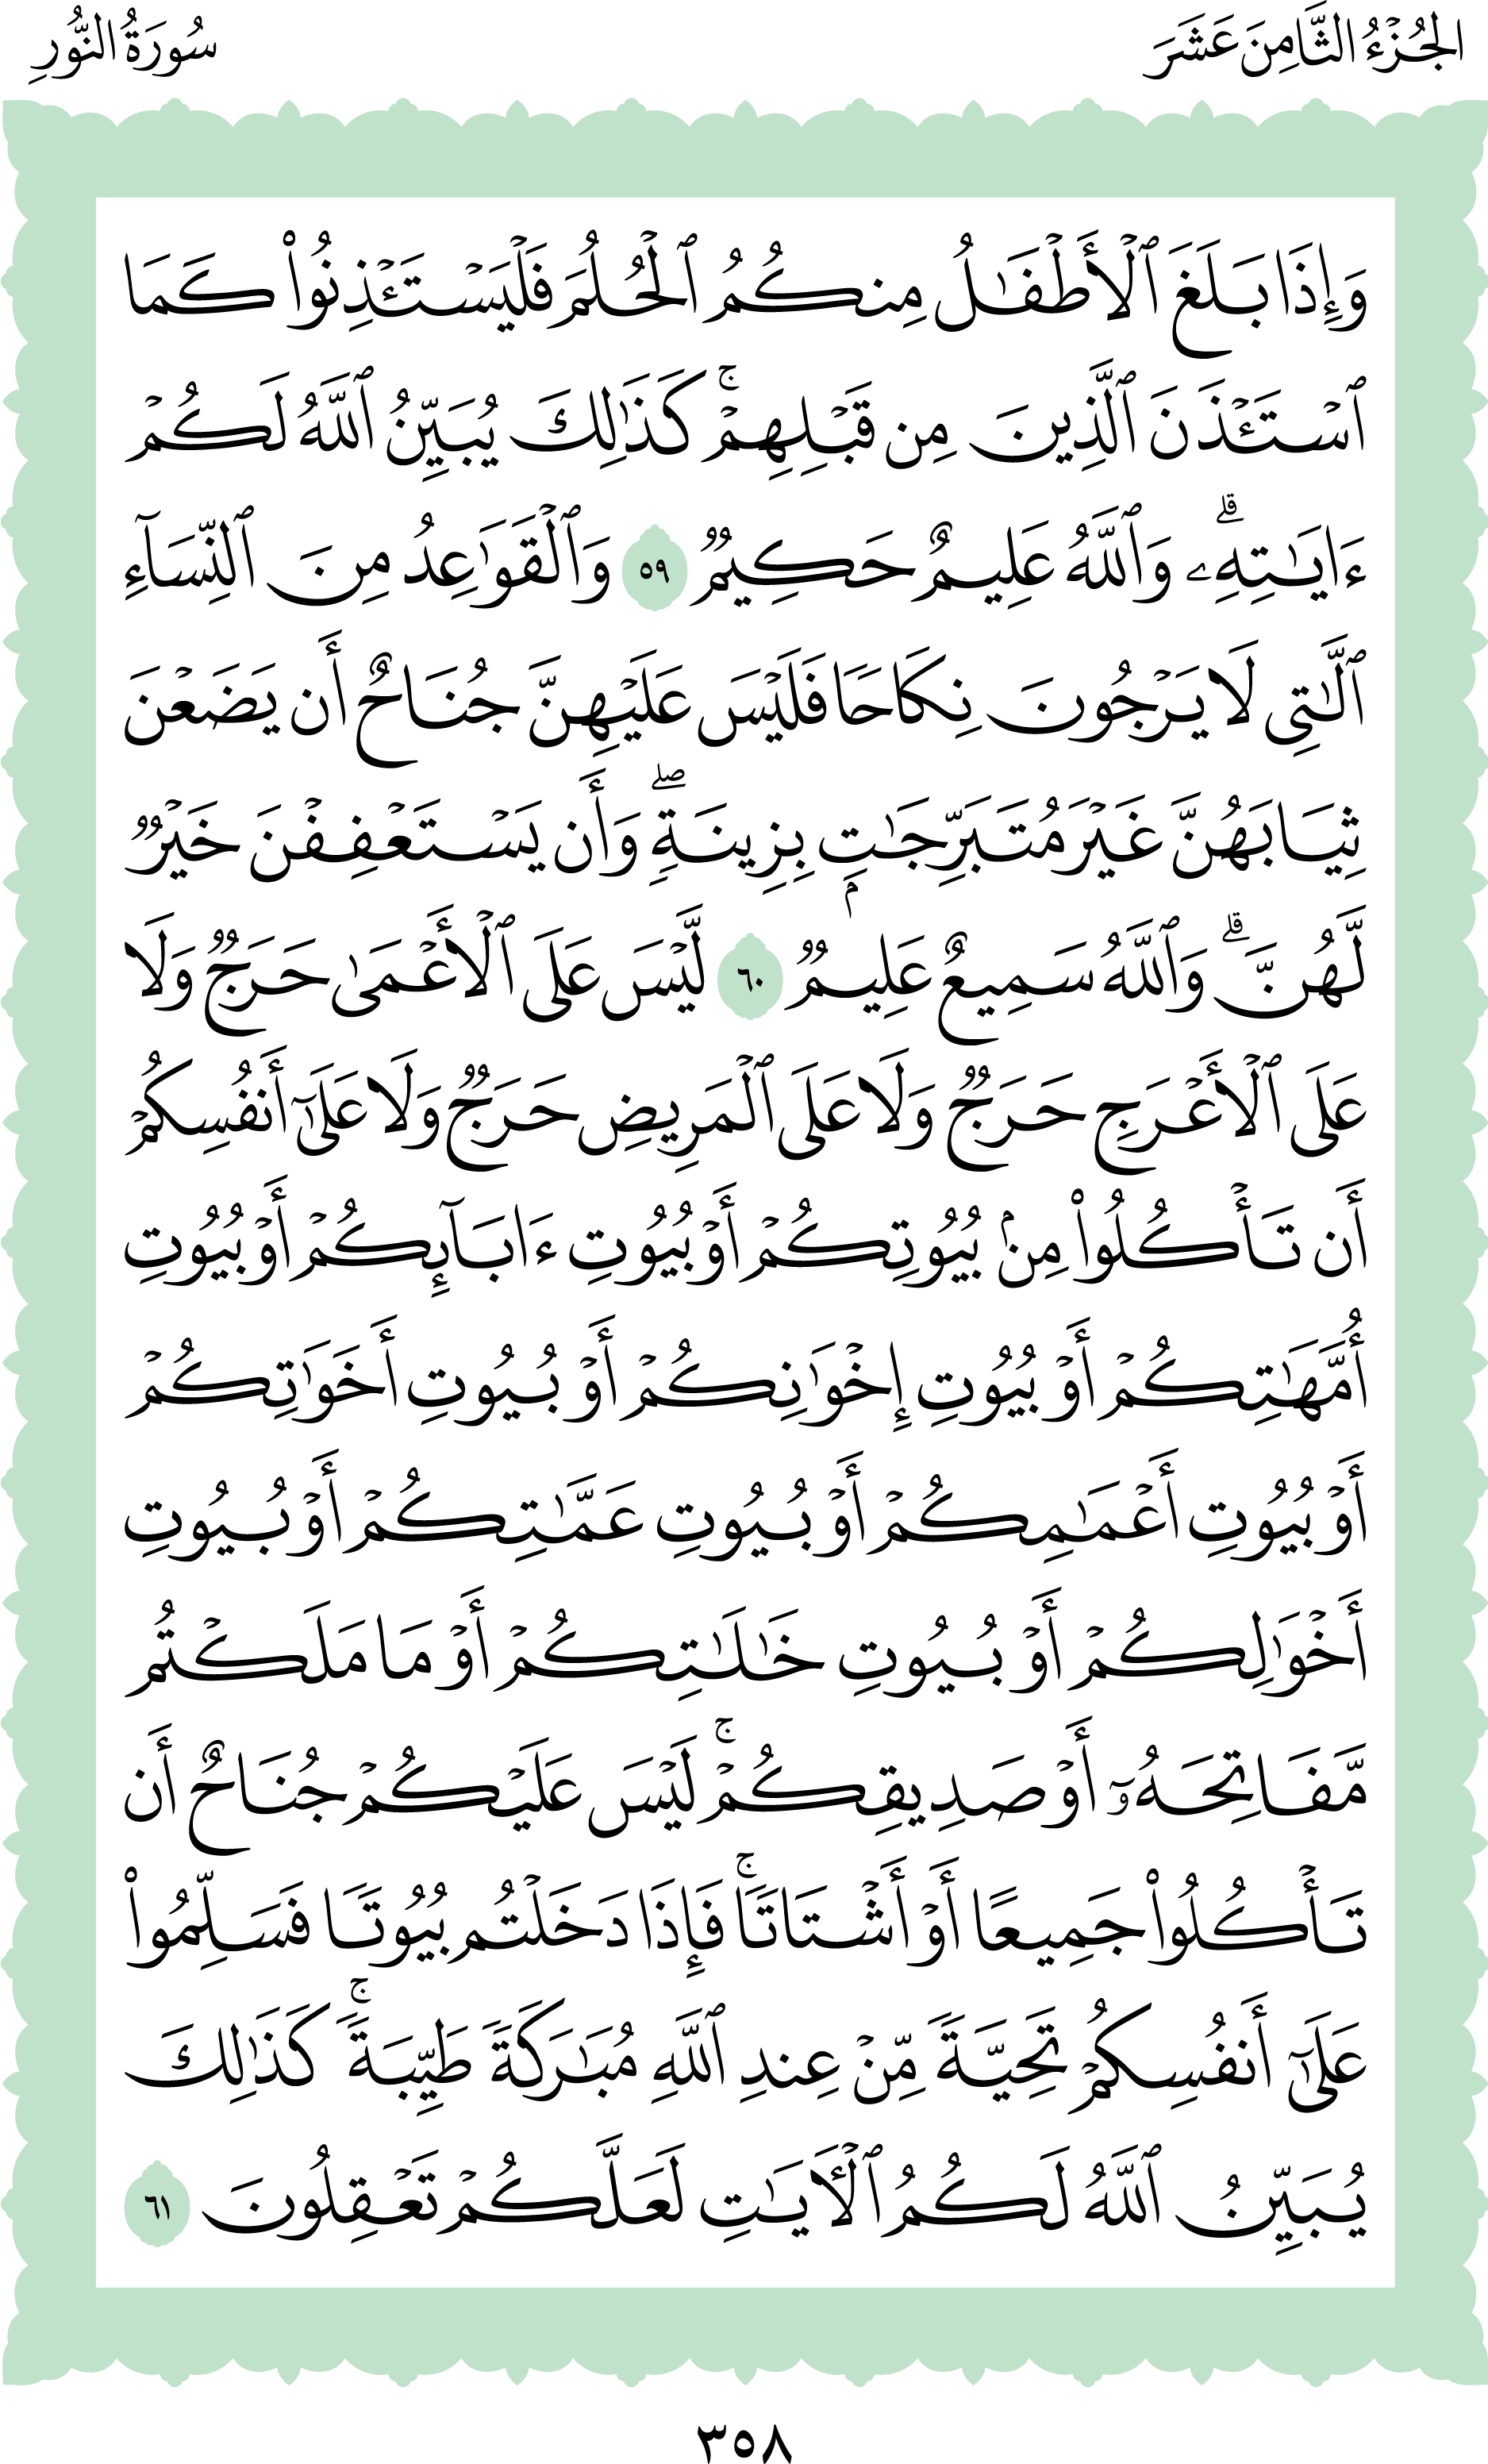 الجُزْءُ الثَّامِنَ عَشَرَ
سُورَةُ النُّورِ
وَإِذَا بَلَغَ ٱلۡأَطۡفَٰلُ مِنكُمُ ٱلۡحُلُمَ فَلۡيَسۡتَـٔۡذِنُواْ كَمَا
ٱسۡتَـٔۡذَنَ ٱلَّذِينَ مِن قَبۡلِهِمۡۚ كَذَٰلِكَ يُبَيِّنُ ٱللَّهُ لَكُمۡ
ءَايَٰتِهِۦۗ وَٱللَّهُ عَلِيمٌ حَكِيمٞ ٥٩ وَٱلۡقَوَٰعِدُ مِنَ ٱلنِّسَآءِ
ٱلَّٰتِي لَا يَرۡجُونَ نِكَاحٗا فَلَيۡسَ عَلَيۡهِنَّ جُنَاحٌ أَن يَضَعۡنَ
ثِيَابَهُنَّ غَيۡرَ مُتَبَرِّجَٰتِۭ بِزِينَةٖۖ وَأَن يَسۡتَعۡفِفۡنَ خَيۡرٞ
لَّهُنَّۗ وَٱللَّهُ سَمِيعٌ عَلِيمٞ ٦٠ لَّيۡسَ عَلَى ٱلۡأَعۡمَىٰ حَرَجٞ وَلَا
عَلَى ٱلۡأَعۡرَجِ حَرَجٞ وَلَا عَلَى ٱلۡمَرِيضِ حَرَجٞ وَلَا عَلَىٰٓ أَنفُسِكُمۡ
أَن تَأۡكُلُواْ مِنۢ بُيُوتِكُمۡ أَوۡ بُيُوتِ ءَابَآئِكُمۡ أَوۡ بُيُوتِ
أُمَّهَٰتِكُمۡ أَوۡ بُيُوتِ إِخۡوَٰنِكُمۡ أَوۡ بُيُوتِ أَخَوَٰتِكُمۡ
أَوۡ بُيُوتِ أَعۡمَٰمِكُمۡ أَوۡ بُيُوتِ عَمَّٰتِكُمۡ أَوۡ بُيُوتِ
أَخۡوَٰلِكُمۡ أَوۡ بُيُوتِ خَٰلَٰتِكُمۡ أَوۡ مَا مَلَكۡتُم
مَّفَاتِحَهُۥٓ أَوۡ صَدِيقِكُمۡۚ لَيۡسَ عَلَيۡكُمۡ جُنَاحٌ أَن
تَأۡكُلُواْ جَمِيعًا أَوۡ أَشۡتَاتٗاۚ فَإِذَا دَخَلۡتُم بُيُوتٗا فَسَلِّمُواْ
عَلَىٰٓ أَنفُسِكُمۡ تَحِيَّةٗ مِّنۡ عِندِ ٱللَّهِ مُبَٰرَكَةٗ طَيِّبَةٗۚ كَذَٰلِكَ
يُبَيِّنُ ٱللَّهُ لَكُمُ ٱلۡأٓيَٰتِ لَعَلَّكُمۡ تَعۡقِلُونَ ٦١
٣٥٨